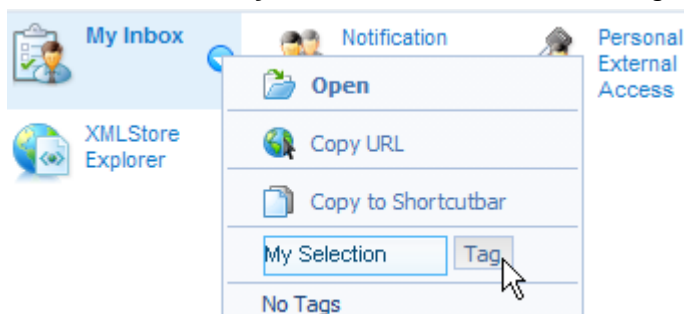 My Inbox
Notification
Personal
External
Access
Open
XMLStore
Explorer
Copy URL
Copy to Shortcutbar
My Selection
Tag
No Tags